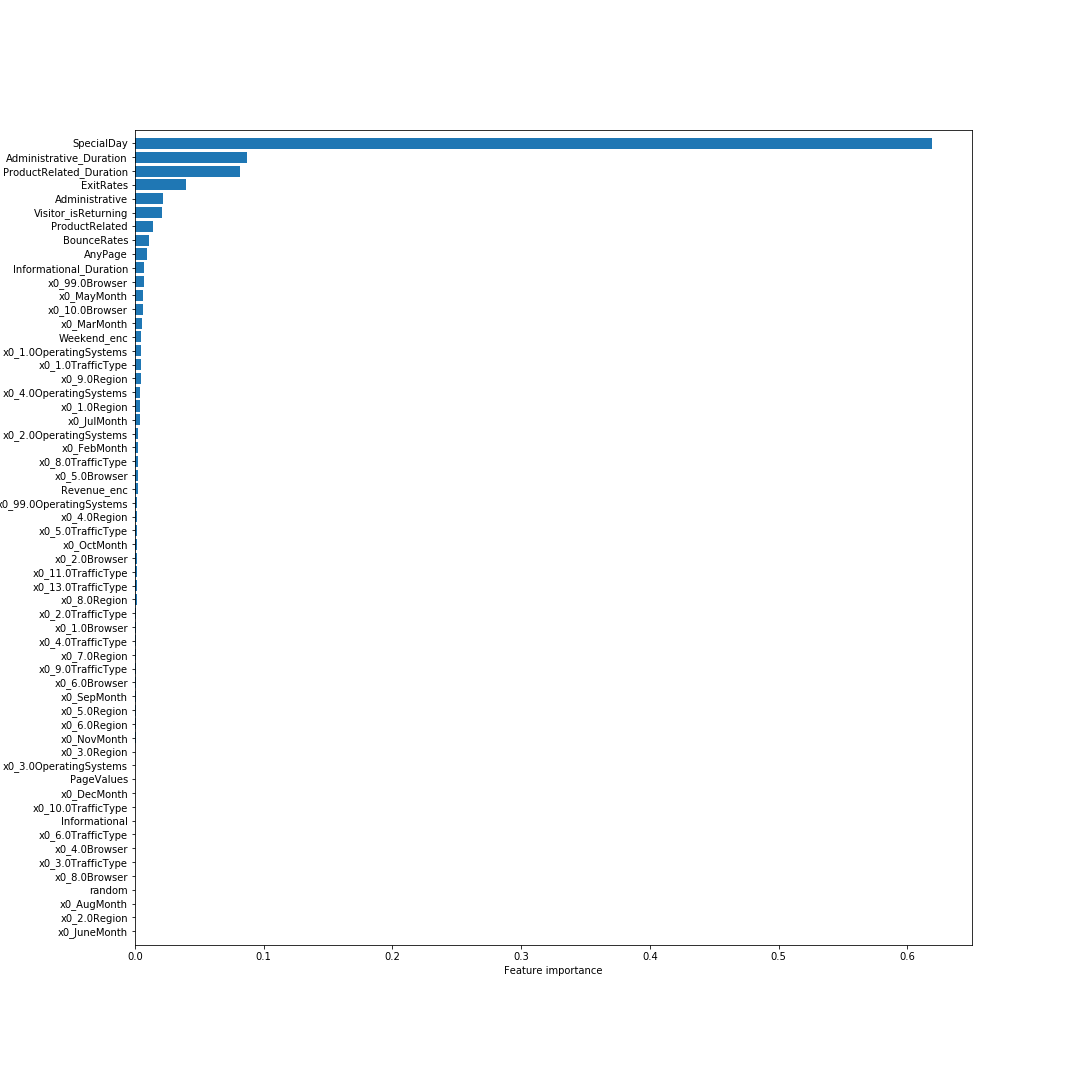 SpecialDay
Administrative_Duration
ProductRelated_Duration
ExitRates
Administrative
Visitor_isReturning
ProductRelated
BounceRates
AnyPage
Informational_Duration
x0_99.0Browser
x0_MayMonth
x0_10.0Browser
x0_MarMonth
Weekend_enc
x0_1.0OperatingSystems
x0_1.0TrafficType
x0_9.0Region
x0_4.0OperatingSystems
x0_1.0Region
x0_JulMonth
x0_2.0OperatingSystems
x0_FebMonth
x0_8.0TrafficType
x0_5.0Browser
Revenue_enc
x0_99.0OperatingSystems
x0_4.0Region
x0_5.0TrafficType
x0_OctMonth
x0_2.0Browser
x0_11.0TrafficType
x0_13.0TrafficType
x0_8.0Region
x0_2.0TrafficType
x0_1.0Browser
x0_4.0TrafficType
x0_7.0Region
x0_9.0TrafficType
x0_6.0Browser
x0_SepMonth
x0_5.0Region
x0_6.0Region
x0_NovMonth
x0_3.0Region
x0_3.0OperatingSystems
PageValues
x0_DecMonth
x0_10.0TrafficType
Informational
x0_6.0TrafficType
x0_4.0Browser
x0_3.0TrafficType
x0_8.0Browser
random
x0_AugMonth
x0_2.0Region
x0_JuneMonth
0.0 0.1 0.2 0.3 0.4 0.5 0.6
Feature importance